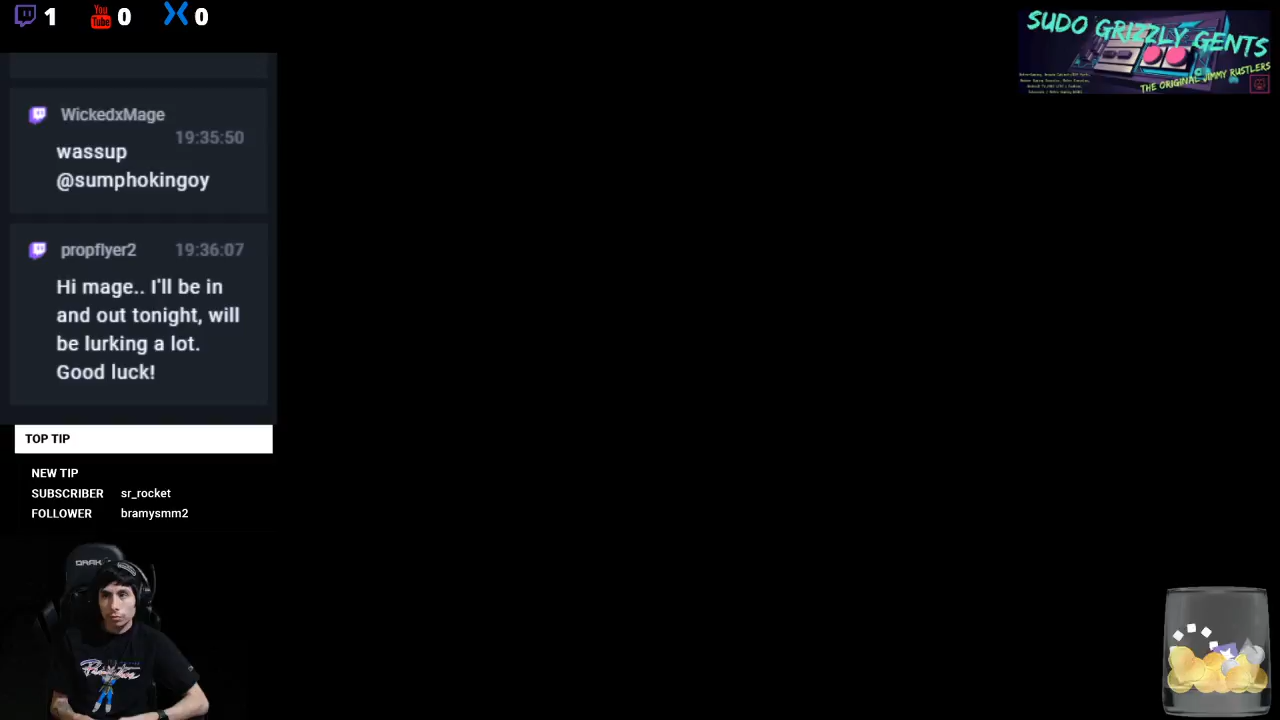 1 You Tube 0 0
SUDO GRIZZLY GENTS
THE ORIGINAL JIMMY RUSTLERS
WickedxMage
19:35:50
wassup
@sumphokingoy
propflyer2 19:36:07
Hi mage.. I'll be in
and out tonight, will
be lurking a lot.
Good luck!
TOP TIP
NEW TIP
SUBSCRIBER sr_rocket
FOLLOWER bramysmm2